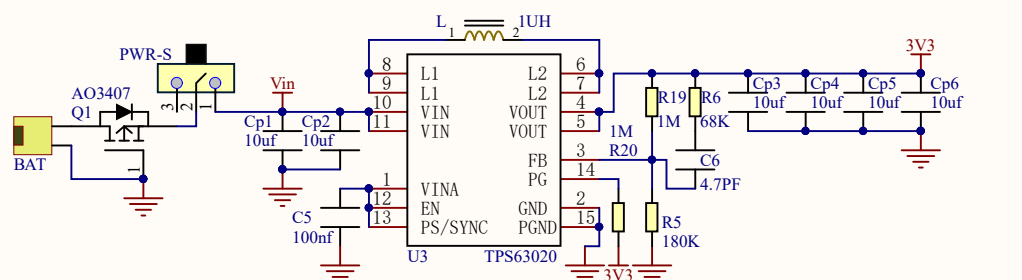 L 1 2 1UH
PWR-S
3V3
AO3407
Q1
3 2 1
Vin
8 L1
9 L1
10 VIN
11 VIN
1 VINA
12 EN
13 PS/SYNC
L2 6
L2 7
VOUT 4
VOUT 5
FB 3
PG 14
GND 2
PGND 15
U3 TPS63020
BAT
1
Cp1
10uf
Cp2
10uf
C5
100nf
R19
1M
R6
68K
1M
R20
C6
4.7PF
R5
180K
3V3
Cp3
10uf
Cp4
10uf
Cp5
10uf
Cp6
10uf